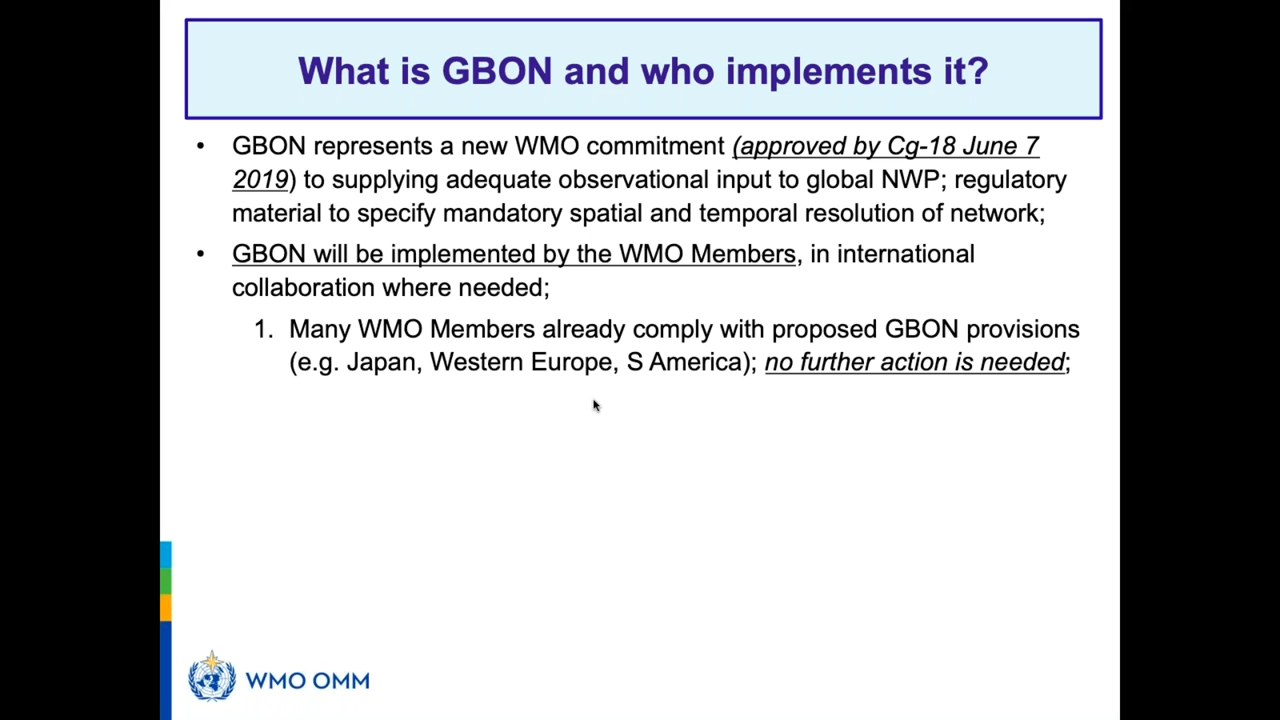 What is GBON and who implements it?
• GBON represents a new WMO commitment (approved by Cg-18 June 7
2019) to supplying adequate observational input to global NWP; regulatory
material to specify mandatory spatial and temporal resolution of network;
• GBON will be implemented by the WMO Members, in international
collaboration where needed;
1. Many WMO Members already comply with proposed GBON provisions
(e.g. Japan, Western Europe, S America); no further action is needed;
WMO OMM